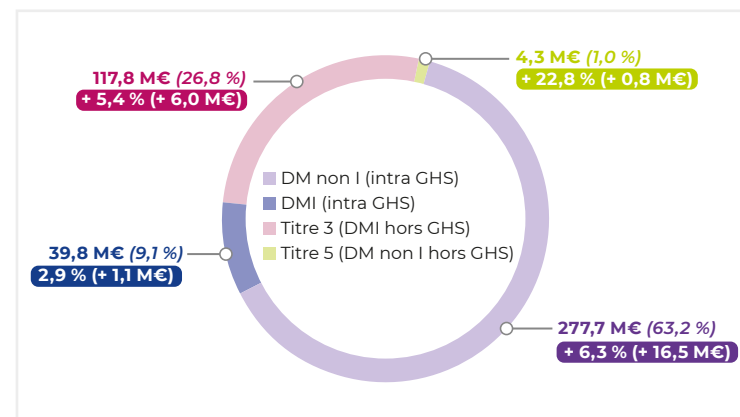 4,3 M€ (1,0 %)
+ 22,8 % (+ 0,8 M€)
117,8 M€ (26,8 %)
+ 5,4 % (+ 6,0 M€)
DM non I (intra GHS)
DMI (intra GHS)
Titre 3 (DMI hors GHS)
Titre 5 (DM non I hors GHS)
39,8 M€ (9,1 %)
2,9 % (+ 1,1 M€)
277,7 M€ (63,2 %)
+ 6,3 % (+ 16,5 M€)